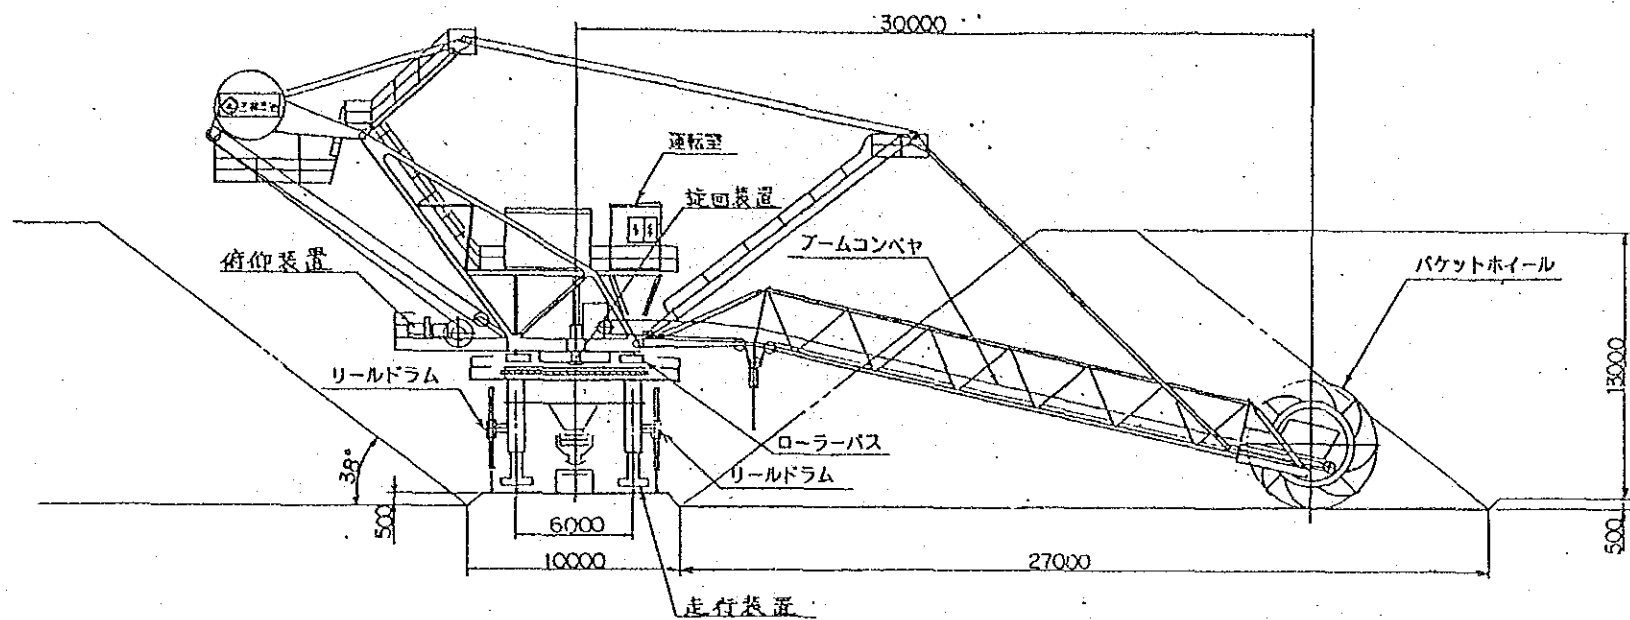 30000
運転室
旋回装置
俯仰装置
ブームコンベヤ
バケットホイール
リールドラム
13000
ローラーパス
リールドラム
38°
500
6000
500
10000
27000
走行装置